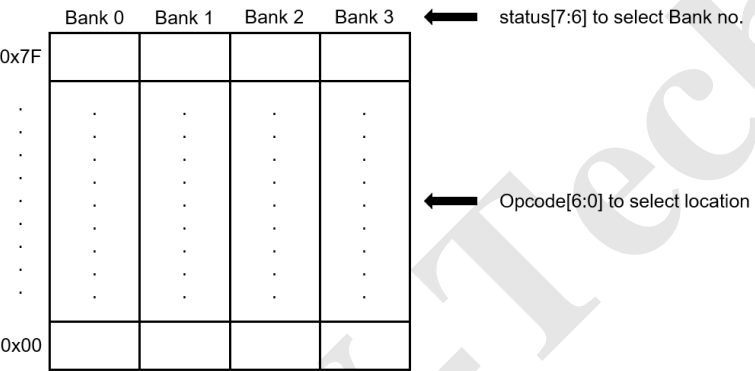 Bank 0 Bank 1 Bank 2 Bank 3 status[7:6] to select Bank no.
0x7F
Opcode[6:0] to select location
0x00